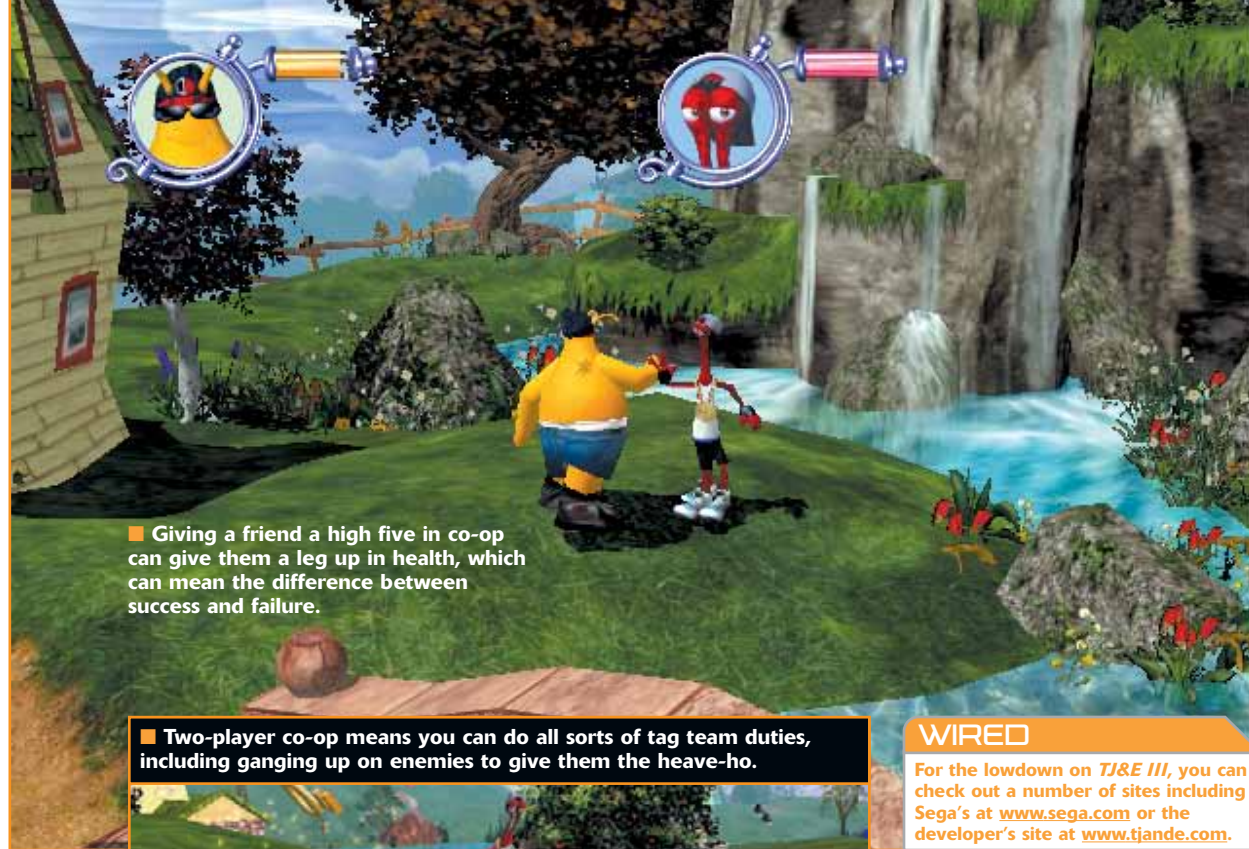 ■ Giving a friend a high five in co-op
can give them a leg up in health, which
can mean the difference between
success and failure.
■ Two-player co-op means you can do all sorts of tag team duties,
including ganging up on enemies to give them the heave-ho.
WIRED
For the lowdown on TJ&E III, you can
check out a number of sites including
Sega's at www.sega.com or the
developer's site at www.tjande.com.